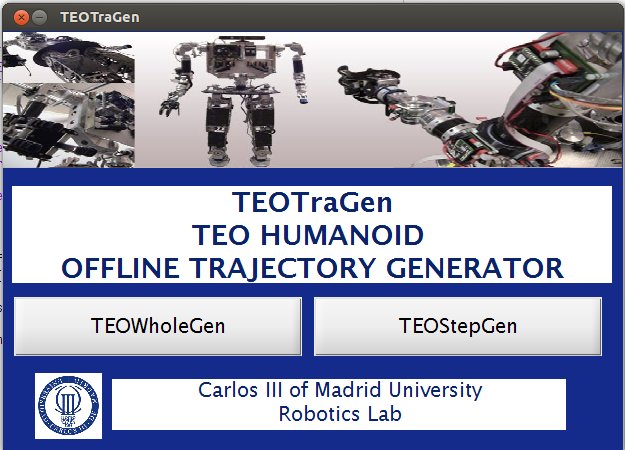 TEOTraGen
TEOTraGen
TEO HUMANOID
OFFLINE TRAJECTORY GENERATOR
TEOWholeGen
TEOStepGen
Carlos III of Madrid University
Robotics Lab